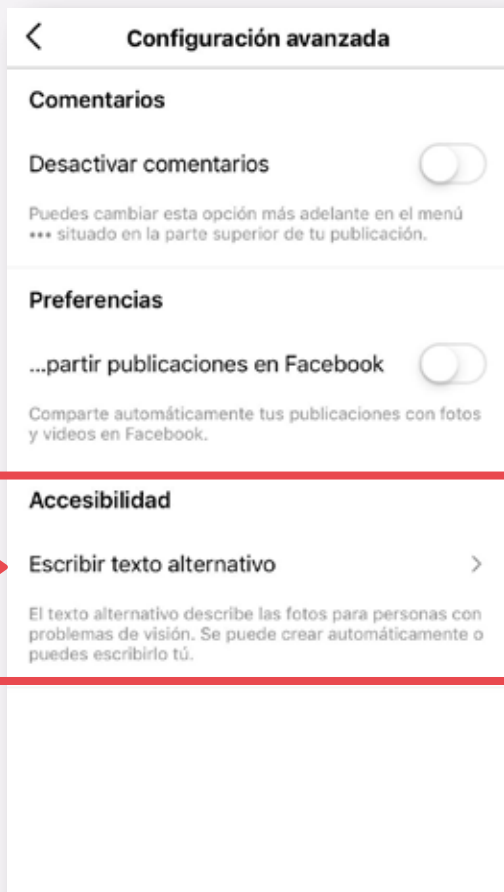 Configuración avanzada
Comentarios
Desactivar comentarios
Puedes cambiar esta opción más adelante en el menú
••• situado en la parte superior de tu publicación.
Preferencias
...partir publicaciones en Facebook
Comparte automáticamente tus publicaciones con fotos
y videos en Facebook.
Accesibilidad
Escribir texto alternativo
El texto alternativo describe las fotos para personas con
problemas de visión. Se puede crear automáticamente o
puedes escribirlo tú.